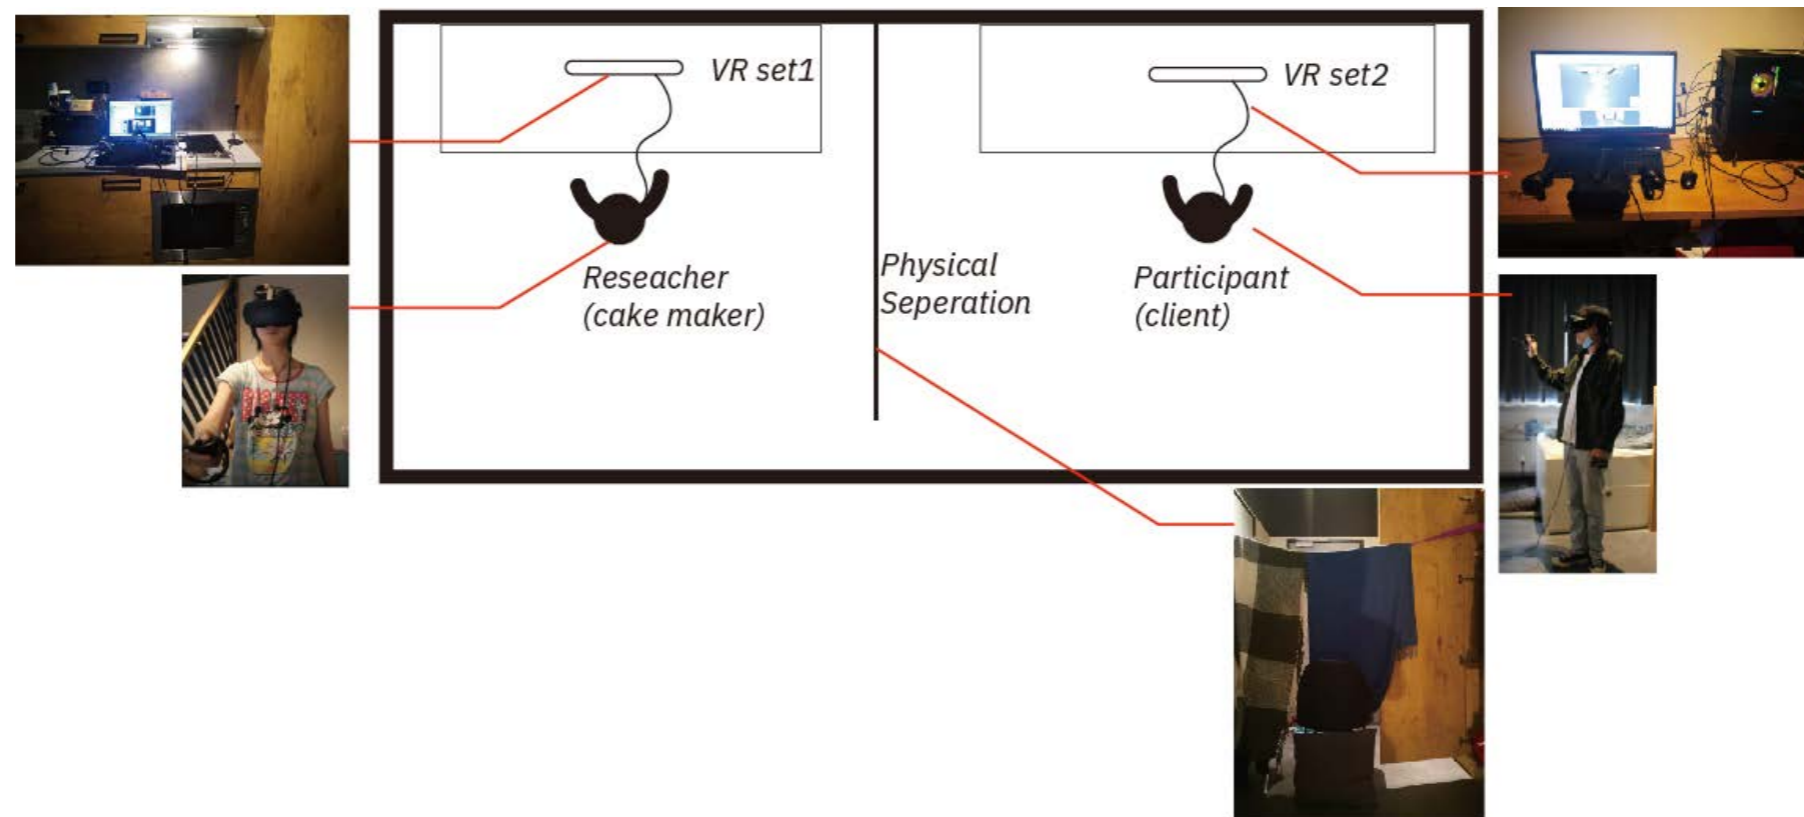 VR set1
VR set2
Reseacher
(cake maker)
Physical
Seperation
Participant
(client)